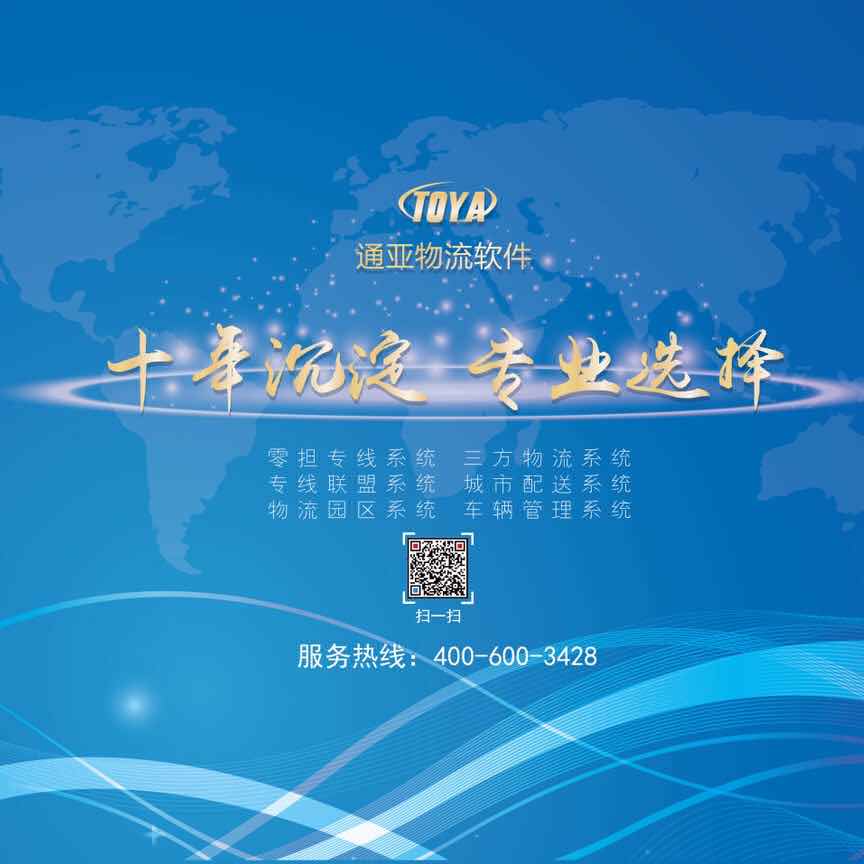 TOYA
通亚物流软件
十年沉淀 专业选择
零担专线系统 三方物流系统
专线联盟系统 城市配送系统
物流园区系统 车辆管理系统
扫一扫
服务热线：400-600-3428